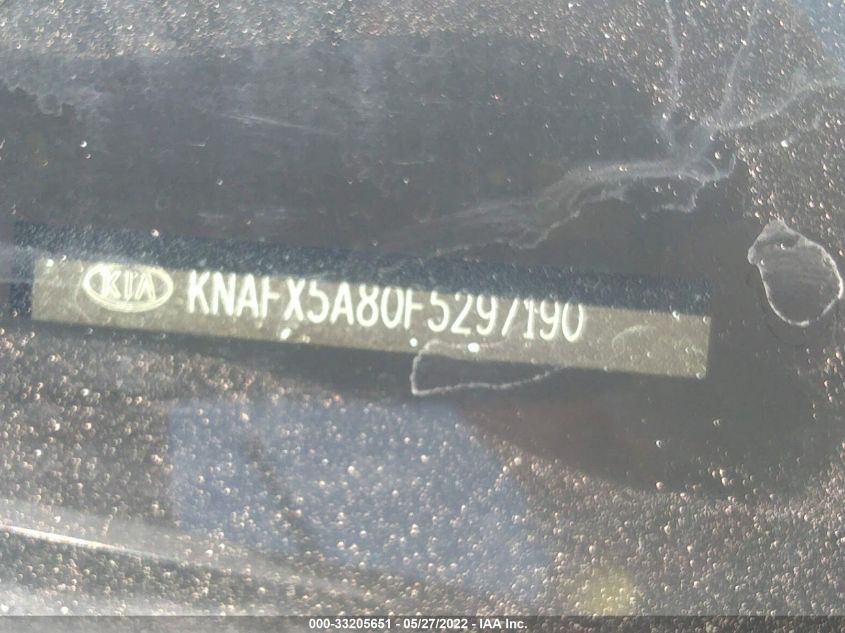 KIA KNAFX5A80F5297190
000-33205651 | 05/27/2022 - IAA Inc.